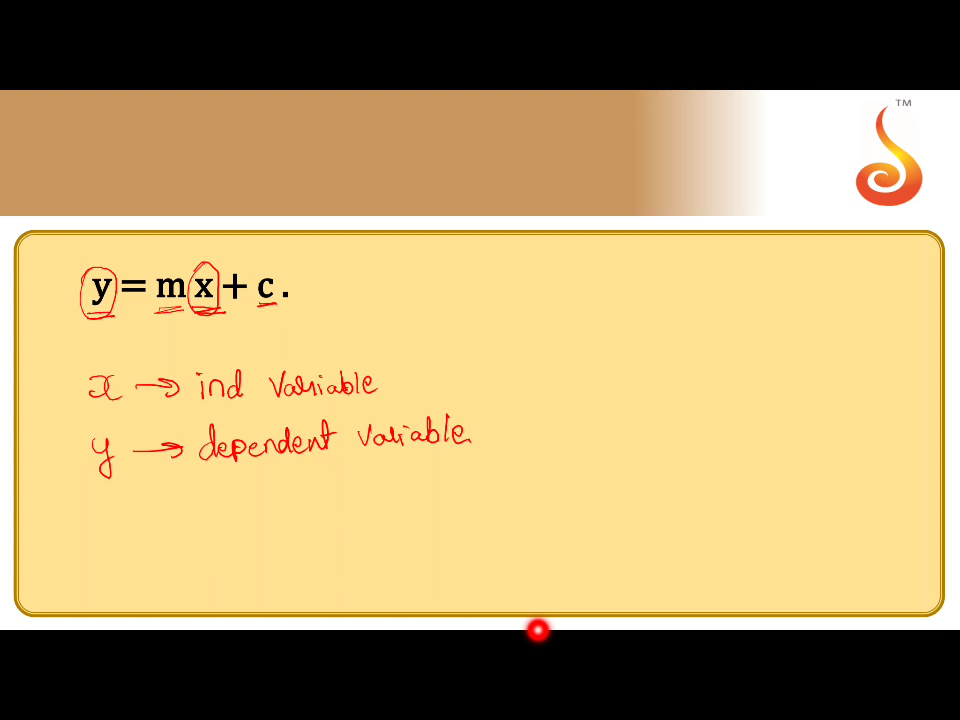 TM
y = mx + c.
x → ind variable
y → dependent variable